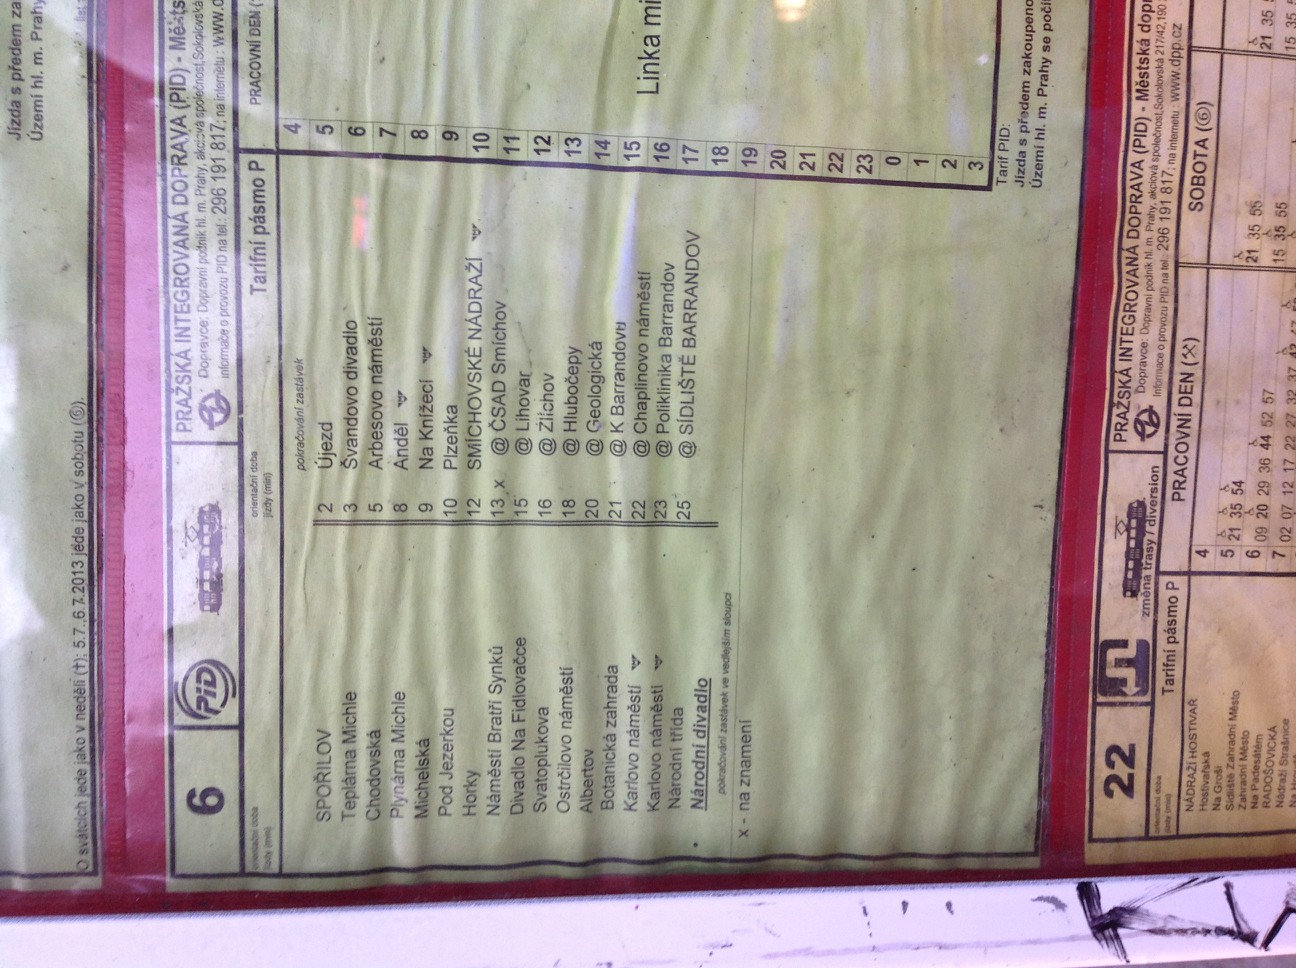 Jízda s předem za
Území hl. m. Prahy
O svátcích jede jako v neděli (†); 5.7.,6.7.2013 jede jako v sobotu (⑥).
6
PID
PRAŽSKÁ INTEGROVANÁ DOPRAVA (PID) - Městs
Dopravce: Dopravní podnik hl. m. Prahy, akciová společnost,Sokolovská
Informace o provozu PID na tel.: 296 191 817; na internetu : www.d
orientační doba
jízdy (min)
orientační doba
jízdy (min)
Tarifní pásmo P
PRACOVNÍ DEN (
SPOŘILOV
Teplárna Michle
Chodovská
Plynárna Michle
Michelská
Pod Jezerkou
Horky
Náměstí Bratří Synků
Divadlo Na Fidlovačce
Svatoplukova
Ostrčilovo náměstí
Albertov
Botanická zahrada
Karlovo náměstí
Karlovo náměstí
Národní třída
Národní divadlo
pokračování zastávek ve vedlejším sloupci
x - na znamení
pokračování zastávek
2 Újezd
3 Švandovo divadlo
5 Arbesovo náměstí
8 Anděl
9 Na Knížecí
10 Plzeňka
12 SMÍCHOVSKÉ NÁDRAŽÍ
13 x @ ČSAD Smíchov
15 @ Lihovar
16 @ Zlíchov
18 @ Hlubočepy
20 @ Geologická
21 @ K Barrandovu
22 @ Chaplinovo náměstí
23 @ Poliklinika Barrandov
25 @ SÍDLIŠTĚ BARRANDOV
4
5
6
7
8
9
10
11
12
13
14
15
16
17
18
19
20
21
22
23
0
1
2
3
Linka mi
Tarif PID:
Jízda s předem zakoupeno
Území hl. m. Prahy se počí
22
změna trasy / diversion
PRAŽSKÁ INTEGROVANÁ DOPRAVA (PID) - Městská dopr
Dopravce: Dopravní podnik hl. m. Prahy, akciová společnost,Sokolovská 217/42,190
Informace o provozu PID na tel.: 296 191 817; na internetu : www.dpp.cz
orientační doba
jízdy (min)
Tarifní pásmo P
PRACOVNÍ DEN (⚒)
SOBOTA (⑥)
NÁDRAŽÍ HOSTIVAŘ
Hostivařská
Na Groši
Sídliště Zahradní Město
Zahradní Město
Na Padesátém
RADOŠOVICKÁ
Nádraží Strašnice
4
5 21 35 54
6 09 20 29 36 44 52 57
7 02 07 12 17 22 27 32 37 42 47
21 35 55
15 35 55
21 35
15 35